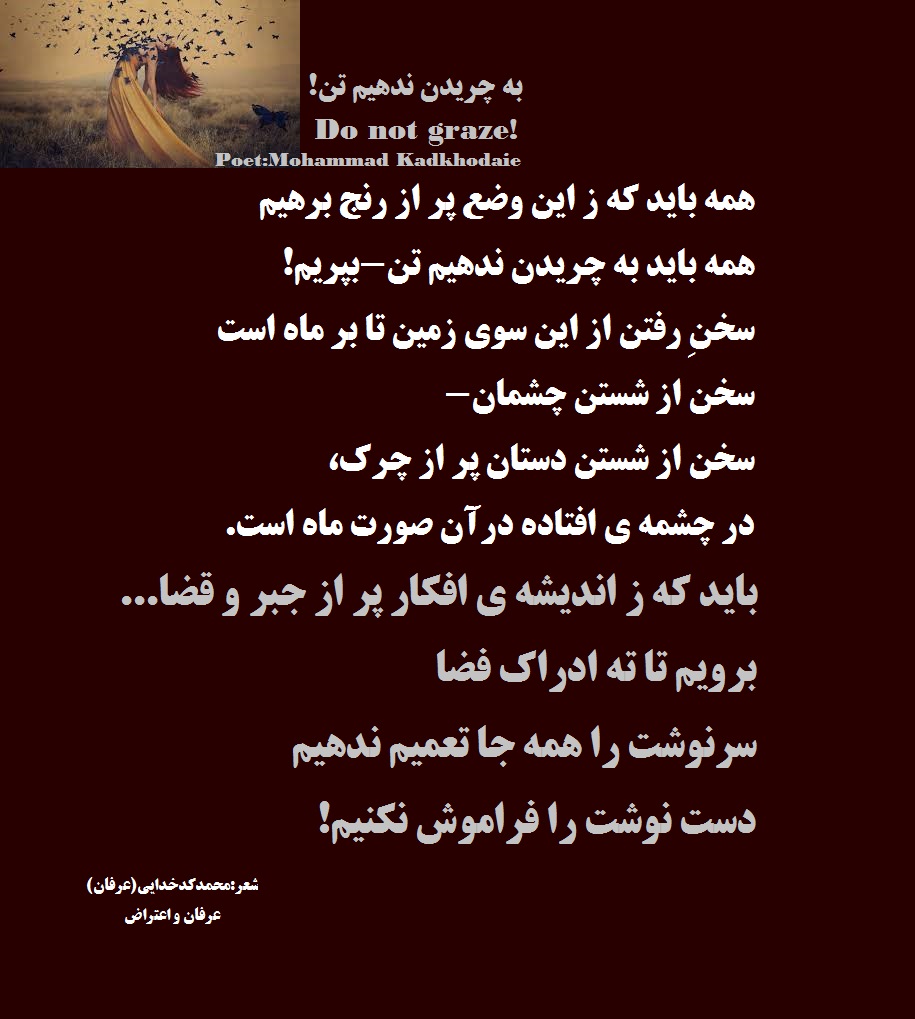 به چریدن ندهیم تن!
Do not graze!
Poet:Mohammad Kadkhodaie
همه باید که ز این وضع پر از رنج برهیم
همه باید به چریدن ندهیم تن–بپریم!
سخنِ رفتن از این سوی زمین تا بر ماه است
سخن از شستن چشمان–
سخن از شستن دستان پر از چرک،
در چشمه ی افتاده درآن صورت ماه است.
باید که ز اندیشه ی افکار پر از جبر و قضا...
برویم تا ته ادراک فضا
سرنوشت را همه جا تعمیم ندهیم
دست نوشت را فراموش نکنیم!
شعر:محمدکدخدایی(عرفان)
عرفان و اعتراض